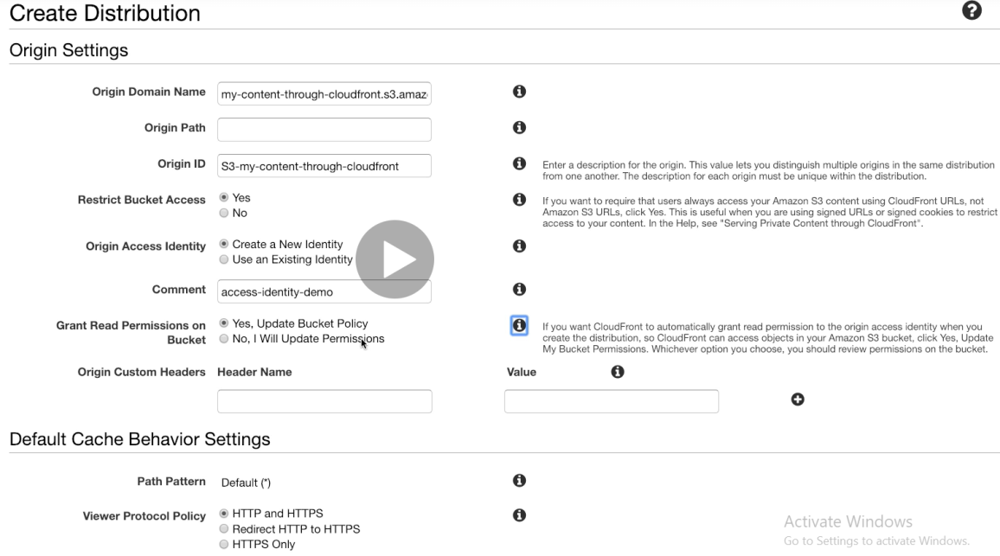 Create Distribution
Origin Settings
Origin Domain Name my-content-through-cloudfront.s3.amaz
Origin Path
Origin ID S3-my-content-through-cloudfront
Enter a description for the origin. This value lets you distinguish multiple origins in the same distribution
from one another. The description for each origin must be unique within the distribution.
Restrict Bucket Access Yes
No
If you want to require that users always access your Amazon S3 content using CloudFront URLs, not
Amazon S3 URLs, click Yes. This is useful when you are using signed URLs or signed cookies to restrict
access to your content. In the Help, see "Serving Private Content through CloudFront".
Origin Access Identity Create a New Identity
Use an Existing Identity
Comment access-identity-demo
Grant Read Permissions on
Bucket
Yes, Update Bucket Policy
No, I Will Update Permissions
If you want CloudFront to automatically grant read permission to the origin access identity when you
create the distribution, so CloudFront can access objects in your Amazon S3 bucket, click Yes, Update
My Bucket Permissions. Whichever option you choose, you should review permissions on the bucket.
Origin Custom Headers Header Name Value
Default Cache Behavior Settings
Path Pattern Default (*)
Viewer Protocol Policy HTTP and HTTPS
Redirect HTTP to HTTPS
HTTPS Only
Activate Windows
Go to Settings to activate Windows.